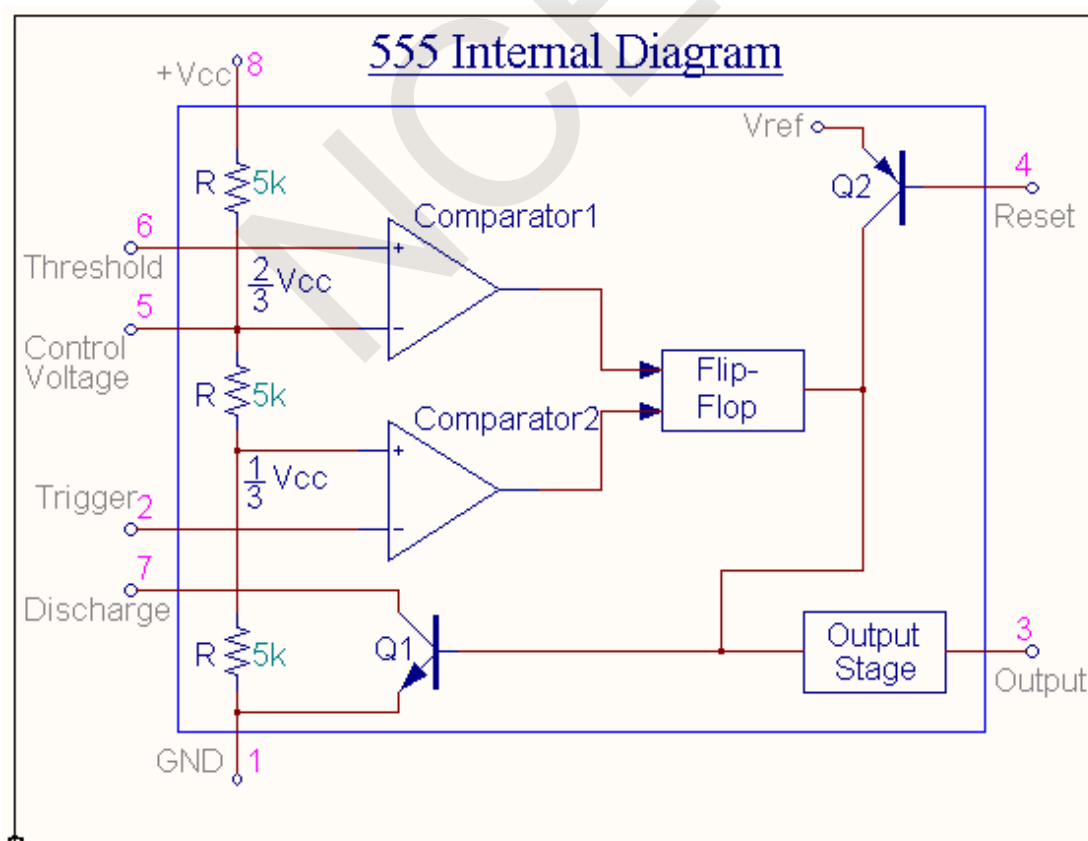 555 Internal Diagram
+Vcc 8
Vref
R 5k
Q2
4
Reset
Comparator1
6
Threshold
2/3 Vcc
5
Control
Voltage
R 5k
Flip-
Flop
Comparator2
1/3 Vcc
Trigger
2
7
Discharge
R 5k
Q1
Output
Stage
3
Output
GND 1
NCE